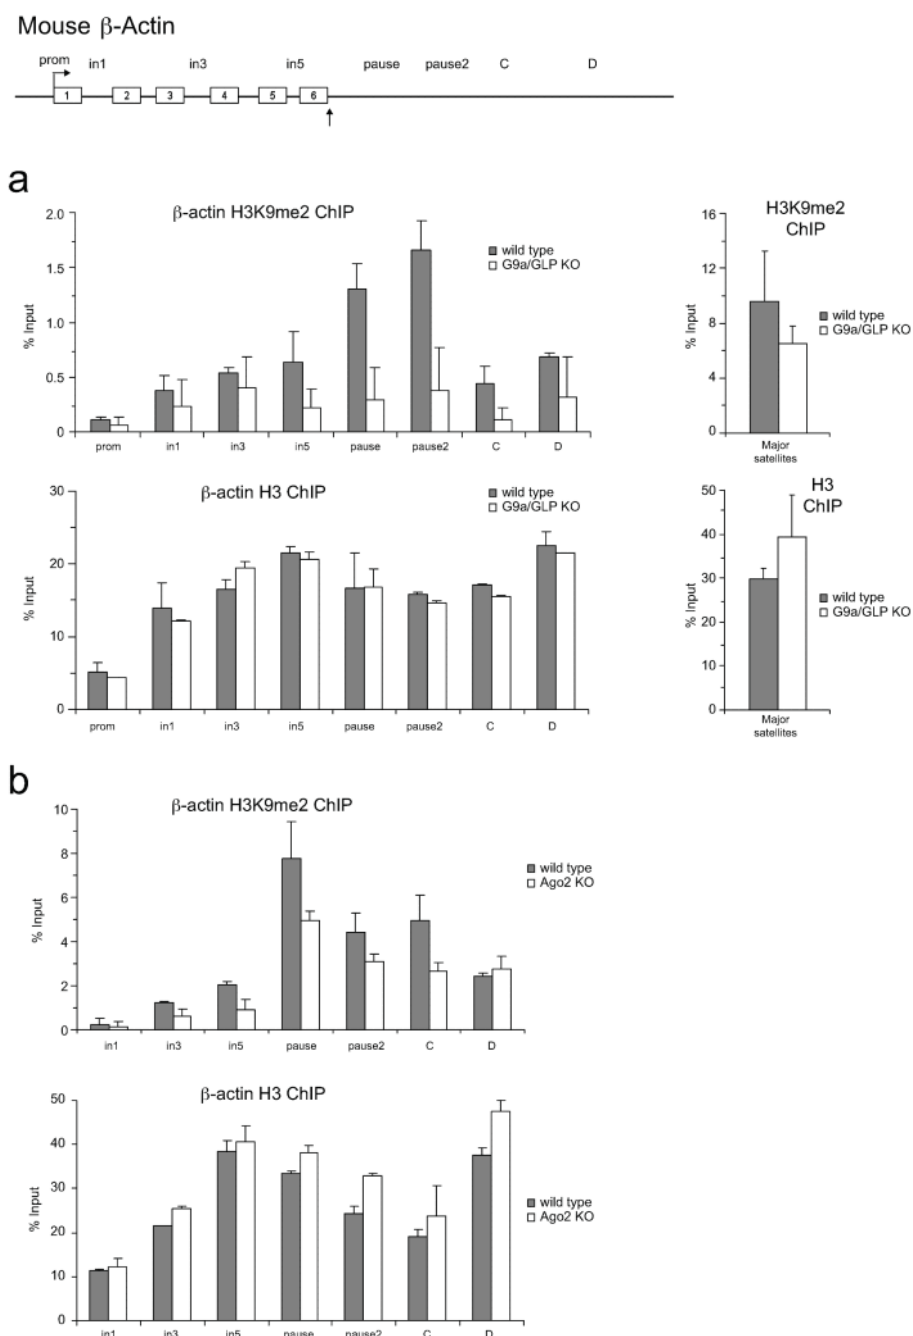 Mouse β-Actin
prom in1 in3 in5 pause pause2 C D
1 2 3 4 5 6
a
β-actin H3K9me2 ChIP
% Input
2.0
1.5
1.0
0.5
0
wild type
G9a/GLP KO
prom in1 in3 in5 pause pause2 C D
H3K9me2
ChIP
% Input
16
12
8
4
0
wild type
G9a/GLP KO
Major
satellites
β-actin H3 ChIP
% Input
30
20
10
0
wild type
G9a/GLP KO
prom in1 in3 in5 pause pause2 C D
H3
ChIP
% Input
50
40
30
20
10
0
wild type
G9a/GLP KO
Major
satellites
b
β-actin H3K9me2 ChIP
% Input
10
8
6
4
2
0
wild type
Ago2 KO
in1 in3 in5 pause pause2 C D
β-actin H3 ChIP
% Input
50
40
30
20
10
0
wild type
Ago2 KO
in1 in3 in5 pause pause2 C D